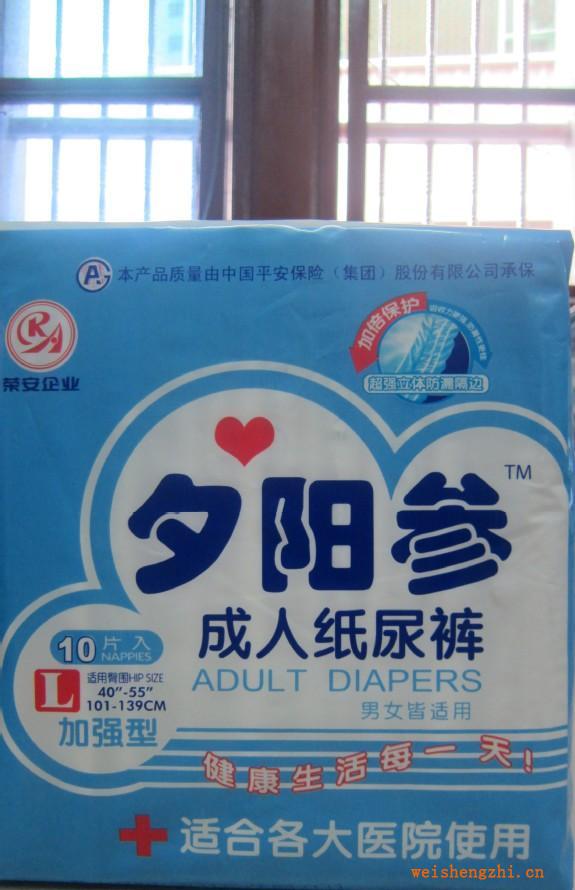 本产品质量由中国平安保险（集团）股份有限公司承保
荣安企业
加倍保护
超强立体防漏隔边
夕阳参 TM
成人纸尿裤
ADULT DIAPERS
男女皆适用
10片入
NAPPIES
L
适用臀围HIP SIZE
40"-55"
101-139CM
加强型
健康生活每一天!
适合各大医院使用
weishengzhi.cn